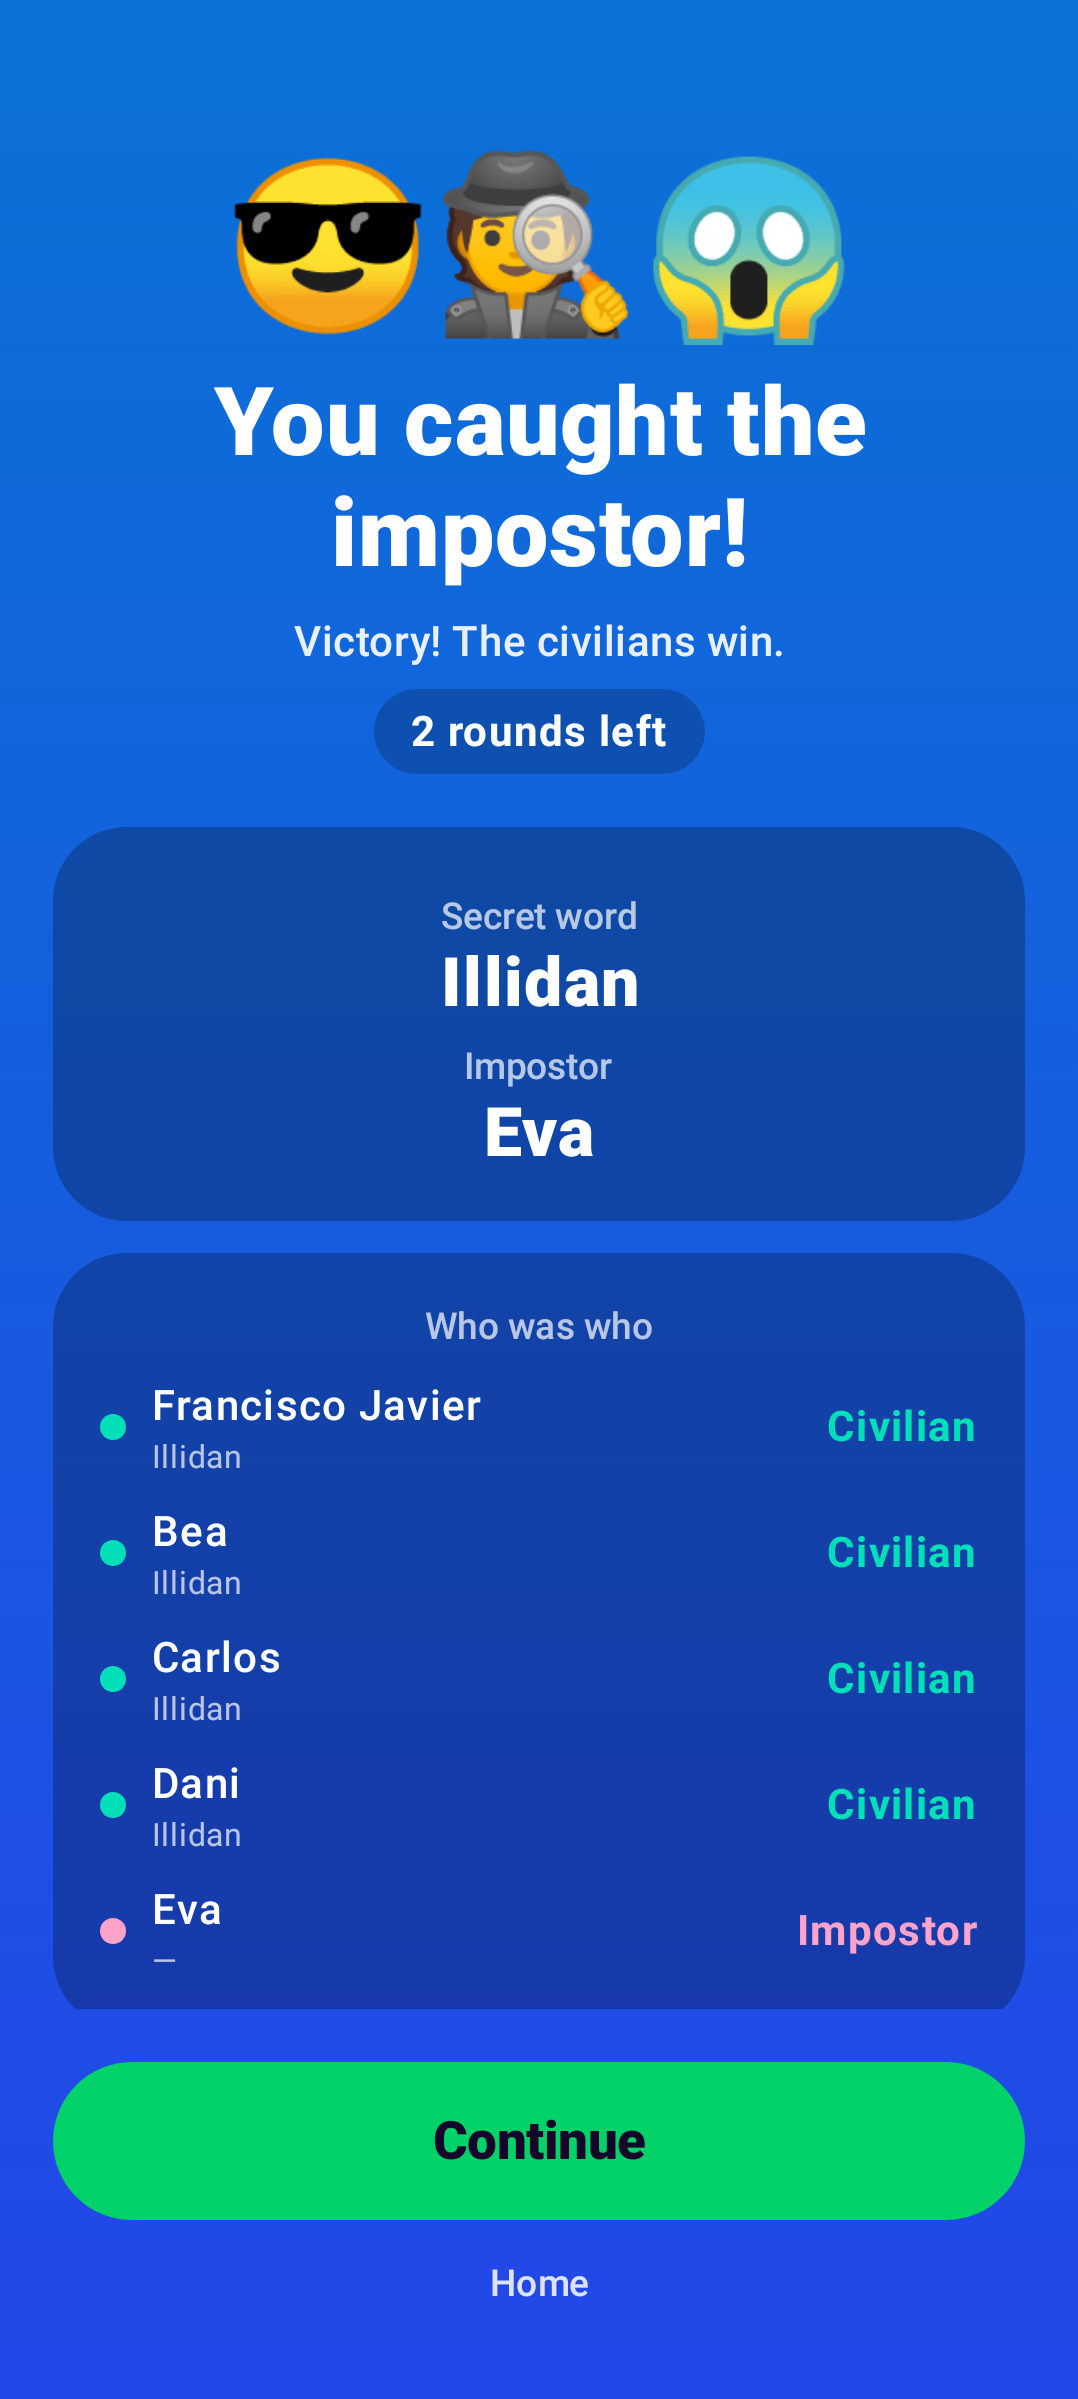 You caught the
impostor!
Victory! The civilians win.
2 rounds left
Secret word
Illidan
Impostor
Eva
Who was who
Francisco Javier
Illidan
Civilian
Bea
Illidan
Civilian
Carlos
Illidan
Civilian
Dani
Illidan
Civilian
Eva
—
Impostor
Continue
Home